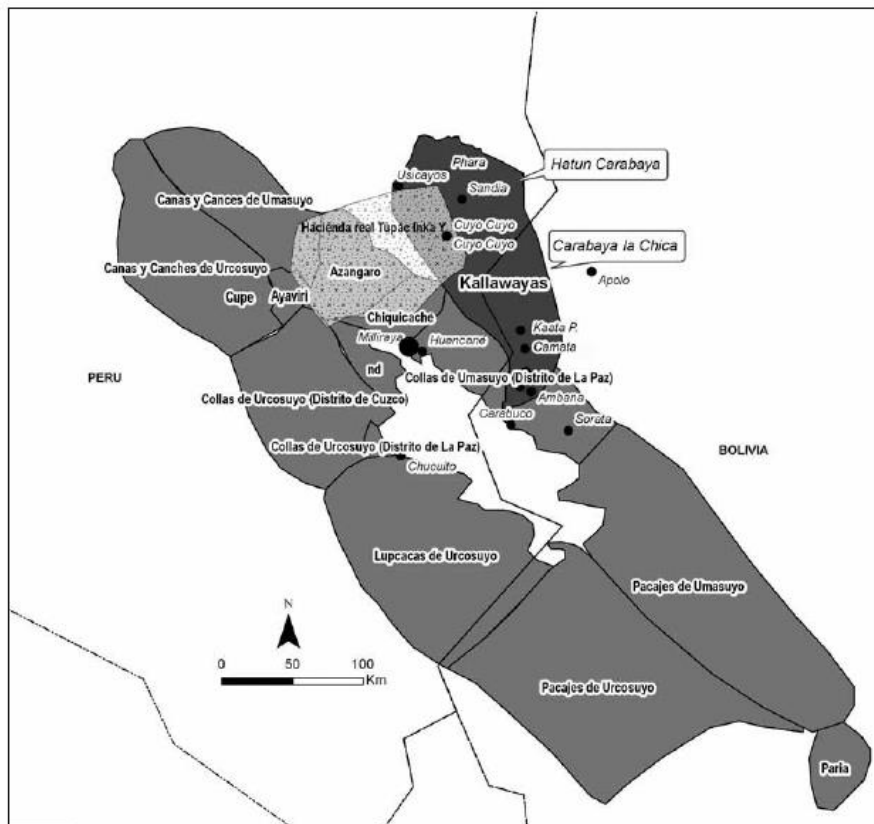 Phara
Hatun Carabaya
Usicayos
Sandia
Canas y Cances de Umasuyo
Hacienda real Tupac Inka Y.
Cuyo Cuyo
Cuyo Cuyo
Carabaya la Chica
Canas y Canches de Urcosuyo
Azangaro
Apolo
Kallawayas
Cupe
Ayaviri
Chiquicache
Kaata P.
Milliraya
Huencané
Camata
PERU
nd
Collas de Umasuyo (Distrito de La Paz)
Ambana
Collas de Urcosuyo (Distrito de Cuzco)
Carabuco
Sorata
Collas de Urcosuyo (Distrito de La Paz)
BOLIVIA
Chucuito
Lupcacas de Urcosuyo
Pacajes de Umasuyo
N
0 50 100
Km
Pacajes de Urcosuyo
Paria